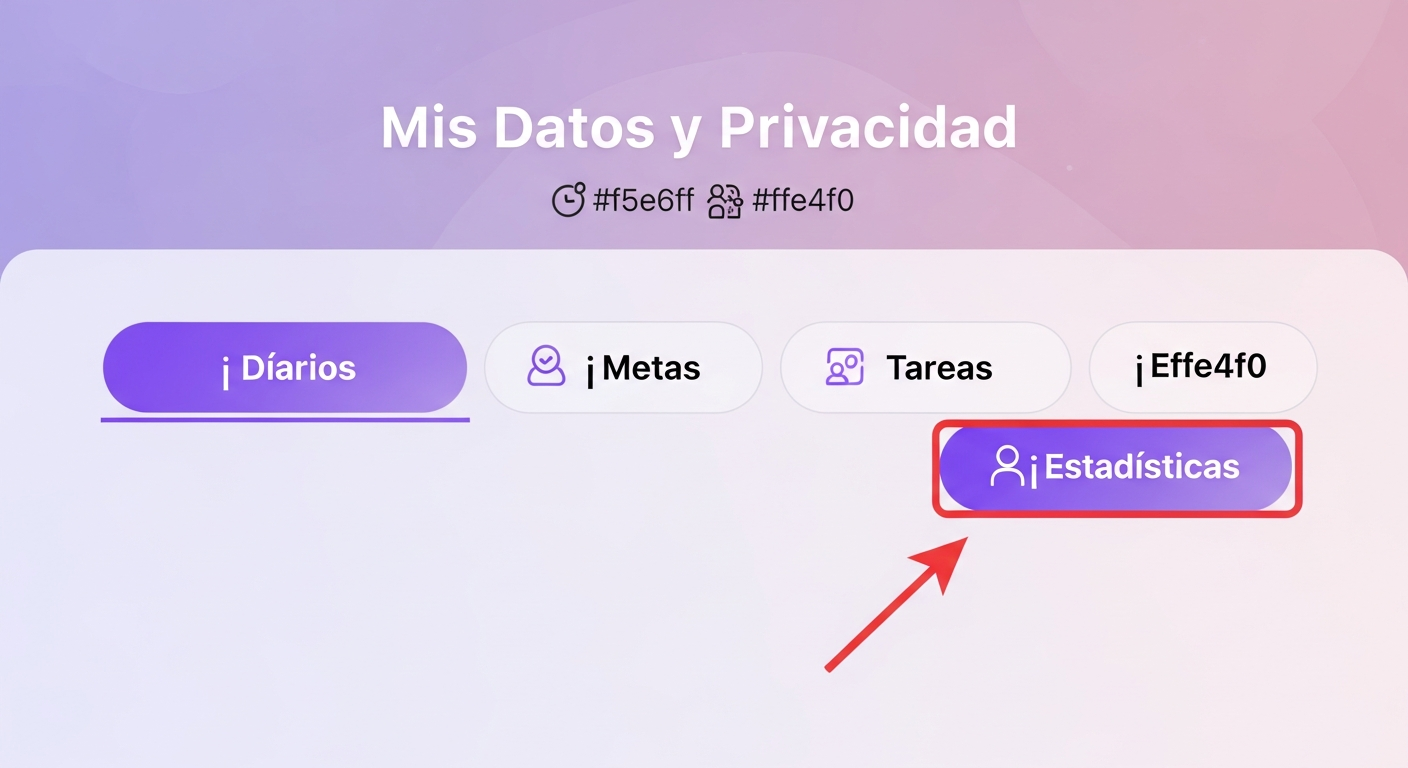 Mis Datos y Privacidad
#f5e6ff #ffe4f0
¡ Díarios
¡ Metas
Tareas
¡ Effe4f0
¡ Estadísticas